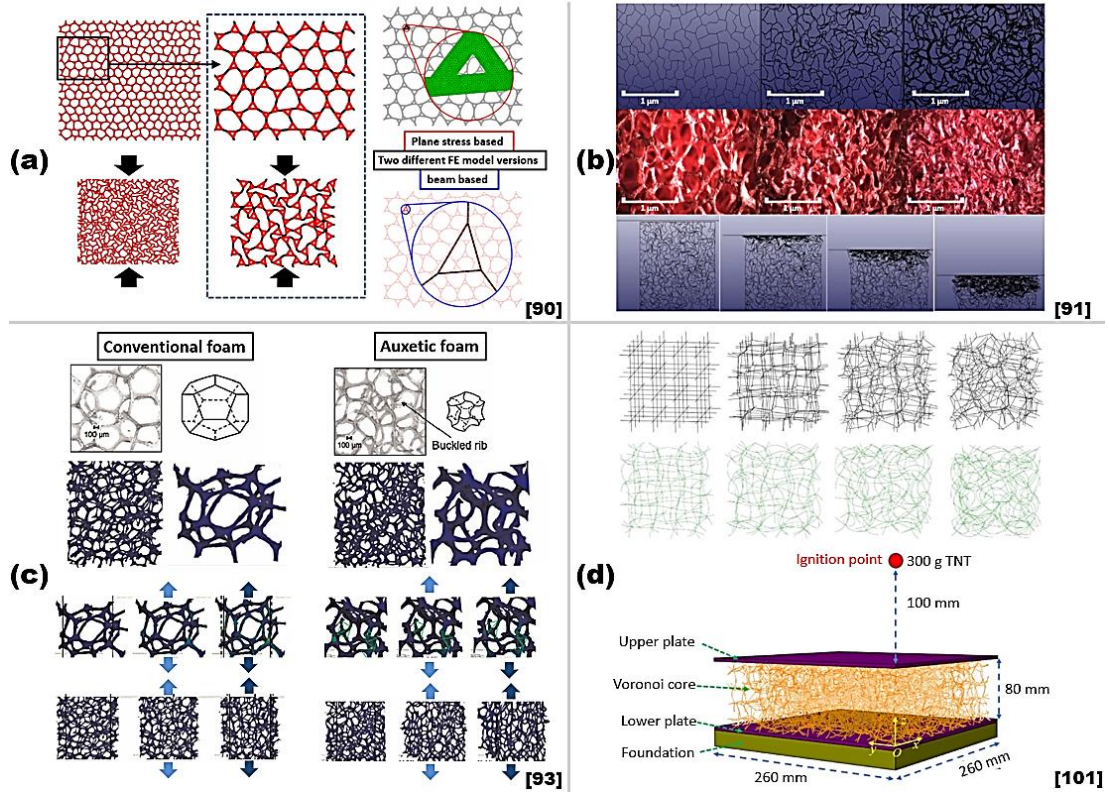 (a)
Plane stress based
Two different FE model versions
beam based
[90]
(b)
1 µm
1 µm
1 µm
1 µm
1 µm
1 µm
[91]
(c)
Conventional foam
100 µm
Auxetic foam
100 µm
Buckled rib
[93]
(d)
Ignition point
300 g TNT
100 mm
Upper plate
Voronoi core
Lower plate
Foundation
80 mm
z
y
O
x
260 mm
260 mm
[101]